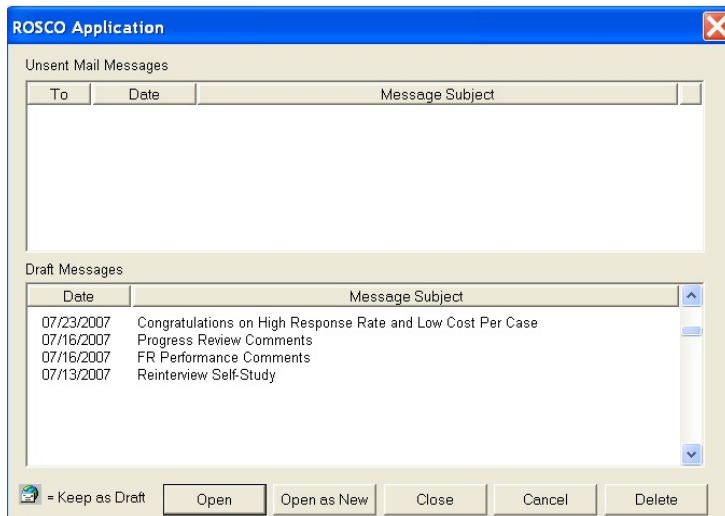 ROSCO Application
Unsent Mail Messages
To Date Message Subject
Draft Messages
Date Message Subject
07/23/2007 Congratulations on High Response Rate and Low Cost Per Case
07/16/2007 Progress Review Comments
07/16/2007 FR Performance Comments
07/13/2007 Reinterview Self-Study
= Keep as Draft Open Open as New Close Cancel Delete